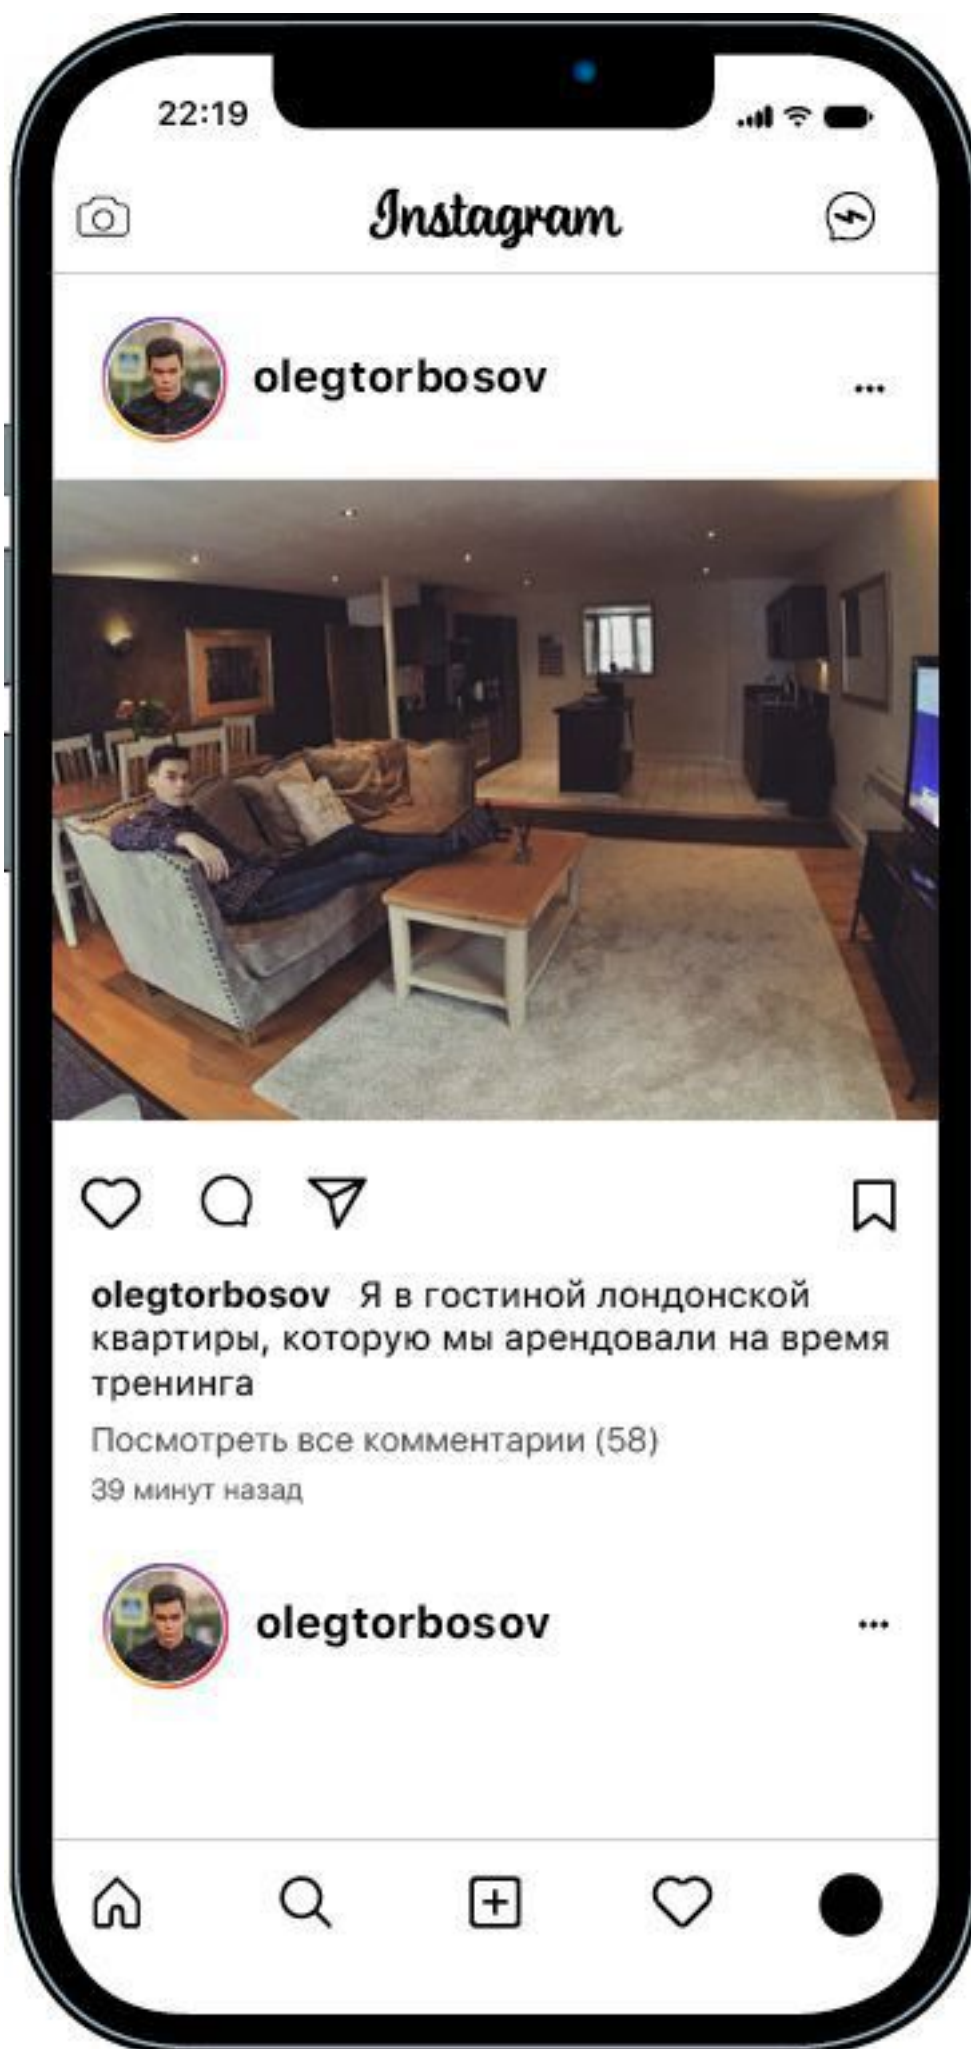 22:19
Instagram
olegtorbosov
olegtorbosov Я в гостиной лондонской
квартиры, которую мы арендовали на время
тренинга
Посмотреть все комментарии (58)
39 минут назад
olegtorbosov